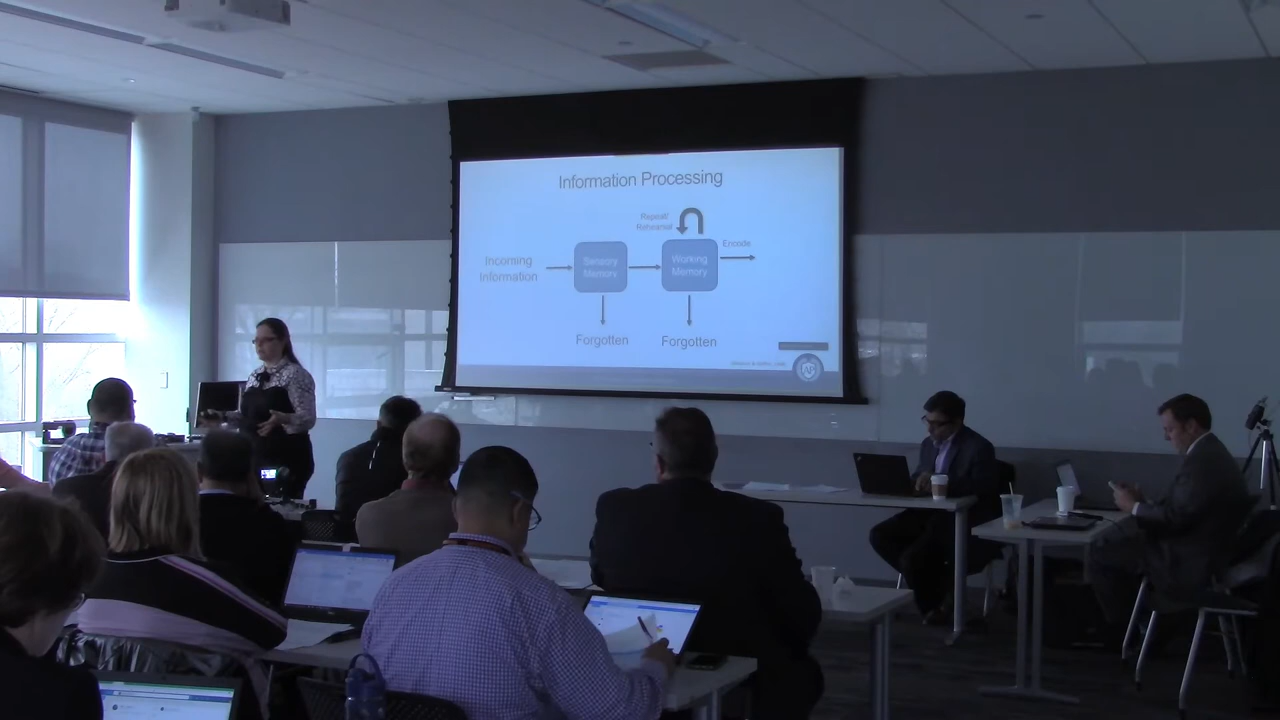 Information Processing
Repeat/
Rehearsal
Encode
Incoming
Information
Sensory
Memory
Working
Memory
Forgotten
Forgotten